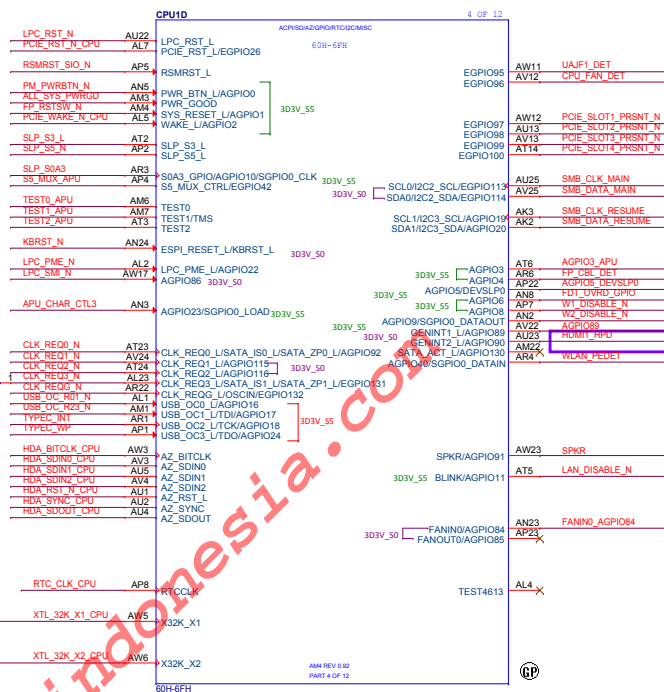 CPU1D
4 OF 12
ACPI/SD/AZ/GPIO/RTC/I2C/MISC
60H-6FH
LPC_RST_N AU22 LPC_RST_L
PCIE_RST_N_CPU AL7 PCIE_RST_L/EGPIO26
RSMRST_SIO_N AP5 RSMRST_L
PM_PWRBTN_N AN5 PWR_BTN_L/AGPIO0
ALL_SYS_PWRGD AM3 PWR_GOOD
FP_RSTSW_N AM4 SYS_RESET_L/AGPIO1
PCIE_WAKE_N_CPU AL5 WAKE_L/AGPIO2
3D3V_S5
SLP_S3_L AT2 SLP_S3_L
SLP_S5_N AP2 SLP_S5_L
SLP_S0A3 AR3 S0A3_GPIO/AGPIO10/SGPIO0_CLK 3D3V_S5
S5_MUX_APU AP4 S5_MUX_CTRL/EGPIO42
3D3V_S0
TEST0_APU AM6 TEST0
TEST1_APU AM7 TEST1/TMS
TEST2_APU AT3 TEST2
KBRST_N AN24 ESPI_RESET_L/KBRST_L
3D3V_S0
LPC_PME_N AL2 LPC_PME_L/AGPIO22
LPC_SMI_N AW17 AGPIO86
3D3V_S0
APU_CHAR_CTL3 AN3 AGPIO23/SGPIO0_LOAD 3D3V_S5
CLK_REQ0_N AT23 CLK_REQ0_L/SATA_IS0_L/SATA_ZP0_L/AGPIO92
CLK_REQ1_N AV24 CLK_REQ1_L/AGPIO115
CLK_REQ2_N AT24 CLK_REQ2_L/AGPIO116
3D3V_S0
1 CLK_REQ3_N AL23 CLK_REQ3_L/SATA_IS1_L/SATA_ZP1_L/EGPIO131
CLK_REQG_N AR22 CLK_REQG_L/OSCIN/EGPIO132
USB_OC_R01_N AL1 USB_OC0_L/AGPIO16
USB_OC_R23_N AM1 USB_OC1_L/TDI/AGPIO17
TYPEC_INT AR1 USB_OC2_L/TCK/AGPIO18
TYPEC_WP AP1 USB_OC3_L/TDO/AGPIO24
3D3V_S5
HDA_BITCLK_CPU AW3 AZ_BITCLK
HDA_SDIN0_CPU AV3 AZ_SDIN0
HDA_SDIN1_CPU AU5 AZ_SDIN1
HDA_SDIN2_CPU AV4 AZ_SDIN2
HDA_RST_N_CPU AU1 AZ_RST_L
HDA_SYNC_CPU AU2 AZ_SYNC
HDA_SDOUT_CPU AU4 AZ_SDOUT
RTC_CLK_CPU AP8 RTCCLK
XTL_32K_X1_CPU AW5 X32K_X1
XTL_32K_X2_CPU AW6 X32K_X2
EGPIO95 AW11 UAJF1_DET
EGPIO96 AV12 CPU_FAN_DET
EGPIO97 AW12 PCIE_SLOT1_PRSNT_N
EGPIO98 AU13 PCIE_SLOT2_PRSNT_N
EGPIO99 AV13 PCIE_SLOT3_PRSNT_N
EGPIO100 AT14 PCIE_SLOT4_PRSNT_N
SCL0/I2C2_SCL/EGPIO113 AU25 SMB_CLK_MAIN
SDA0/I2C2_SDA/EGPIO114 AV25 SMB_DATA_MAIN
SCL1/I2C3_SCL/AGPIO19 AK3 SMB_CLK_RESUME
SDA1/I2C3_SDA/AGPIO20 AK2 SMB_DATA_RESUME
3D3V_S5 AGPIO3 AT6 AGPIO3_APU
AGPIO4 AR6 FP_CBL_DET
AGPIO5/DEVSLP0 AP22 AGPIO5_DEVSLP0
3D3V_S5
3D3V_S5 AGPIO6 AN8 FDT_OVRD_GPIO
AGPIO8 AP7 W1_DISABLE_N
AGPIO9/SGPIO0_DATAOUT AN2 W2_DISABLE_N
GENINT1_L/AGPIO89 AV22 AGPIO89
GENINT2_L/AGPIO90 AU23 HDMI1_HPD
SATA_ACT_L/AGPIO130 AM22
AGPIO40/SGPIO0_DATAIN AR4 WLAN_PEDET
SPKR/AGPIO91 AW23 SPKR
3D3V_S5 BLINK/AGPIO11 AT5 LAN_DISABLE_N
3D3V_S0 FANIN0/AGPIO84 AN23 FANIN0_AGPIO84
FANOUT0/AGPIO85 AP23
TEST4613 AL4
AM4 REV 0.92
PART 4 OF 12
60H-6FH
GP
indonesia.com